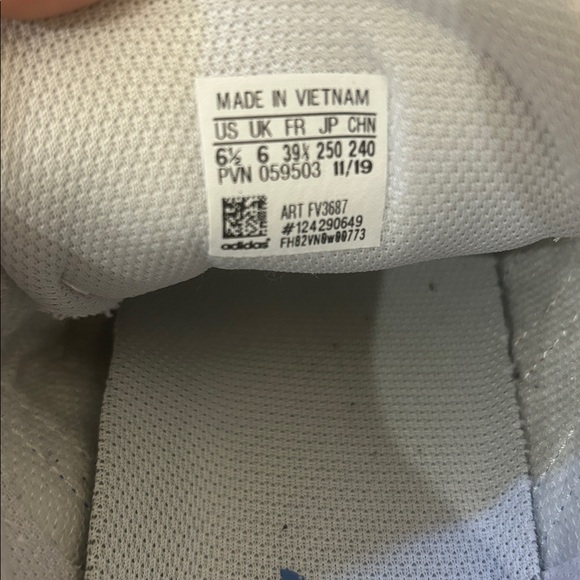 MADE IN VIETNAM
US UK FR JP CHN
6½ 6 39⅓ 250 240
PVN 059503 11/19
ART FV3687
#124290649
adidas FH82VN0w00773